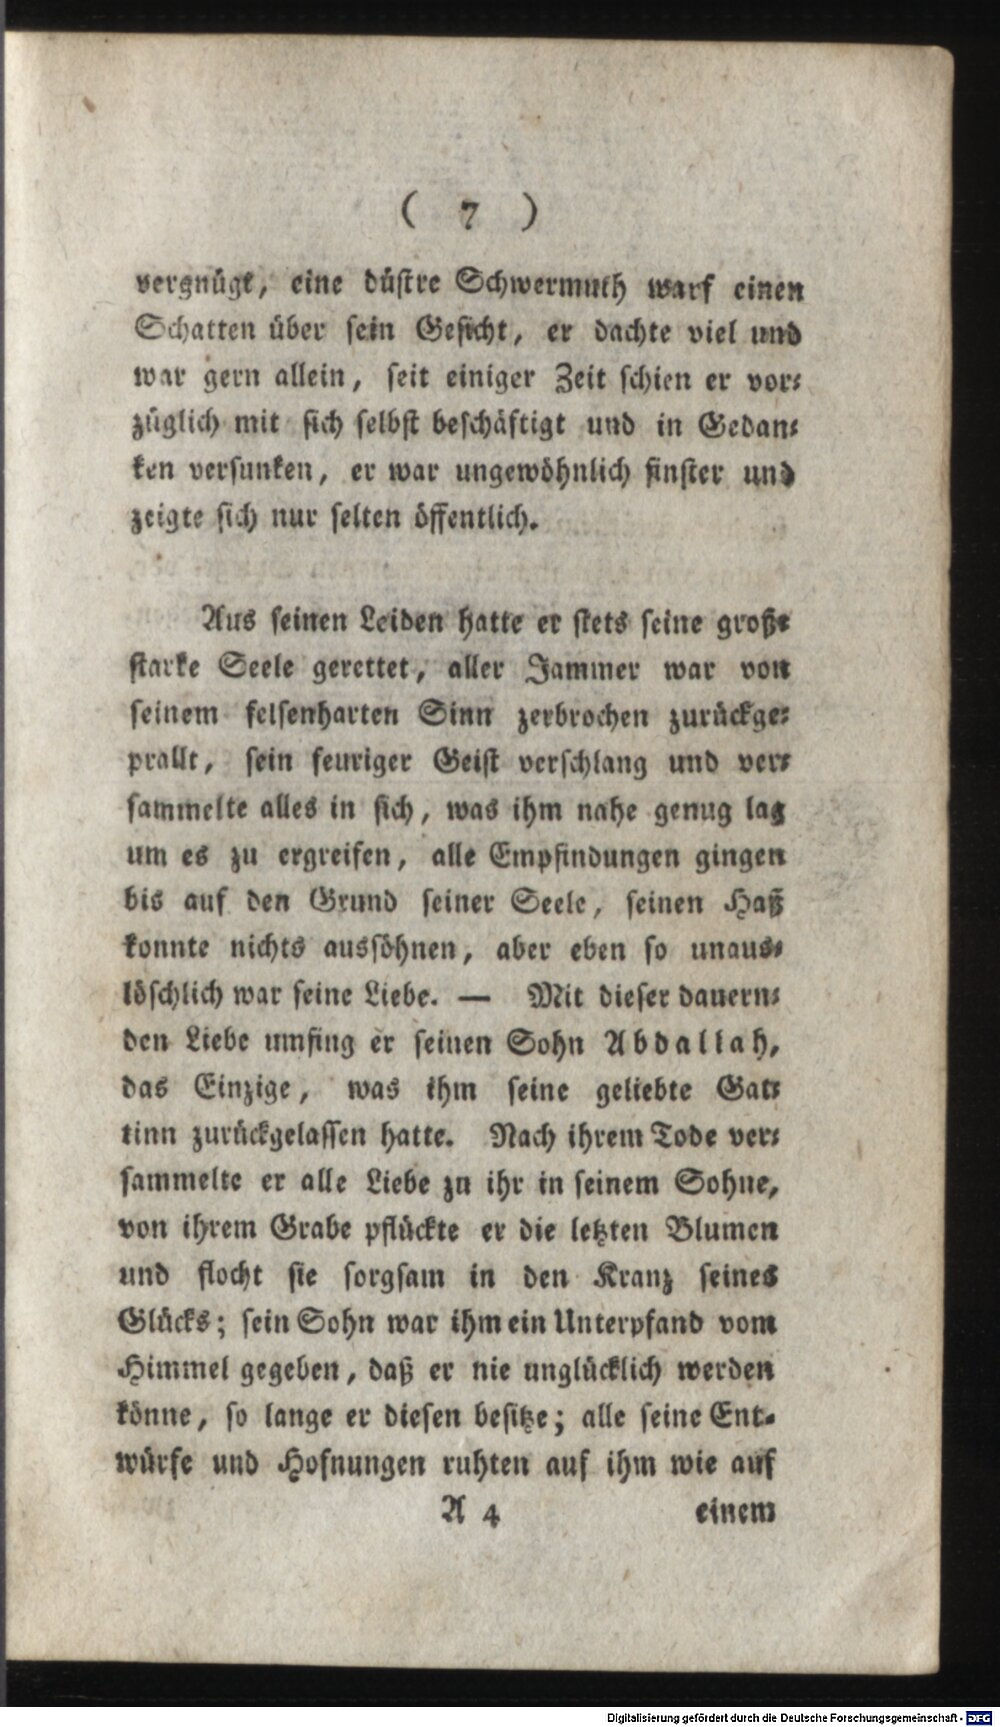 ( 7 )
vergnügt, eine düstre Schwermuth warf einen
Schatten über sein Gesicht, er dachte viel und
war gern allein, seit einiger Zeit schien er vor-
züglich mit sich selbst beschäftigt und in Gedan-
ken versunken, er war ungewöhnlich finster und
zeigte sich nur selten öffentlich.
Aus seinen Leiden hatte er stets seine große
starke Seele gerettet, aller Jammer war von
seinem felsenharten Sinn zerbrochen zurückge-
prallt, sein feuriger Geist verschlang und ver-
sammelte alles in sich, was ihm nahe genug lag
um es zu ergreifen, alle Empfindungen gingen
bis auf den Grund seiner Seele, seinen Haß
konnte nichts aussöhnen, aber eben so unaus-
löschlich war seine Liebe. — Mit dieser dauern-
den Liebe umfing er seinen Sohn Abdallah,
das Einzige, was ihm seine geliebte Gat-
tinn zurückgelassen hatte. Nach ihrem Tode ver-
sammelte er alle Liebe zu ihr in seinem Sohne,
von ihrem Grabe pflückte er die letzten Blumen
und flocht sie sorgsam in den Kranz seines
Glücks; sein Sohn war ihm ein Unterpfand vom
Himmel gegeben, daß er nie unglücklich werden
könne, so lange er diesen besitze; alle seine Ent-
würfe und Hofnungen ruhten auf ihm wie auf
A 4 einem
Digitalisierung gefördert durch die Deutsche Forschungsgemeinschaft - DFG